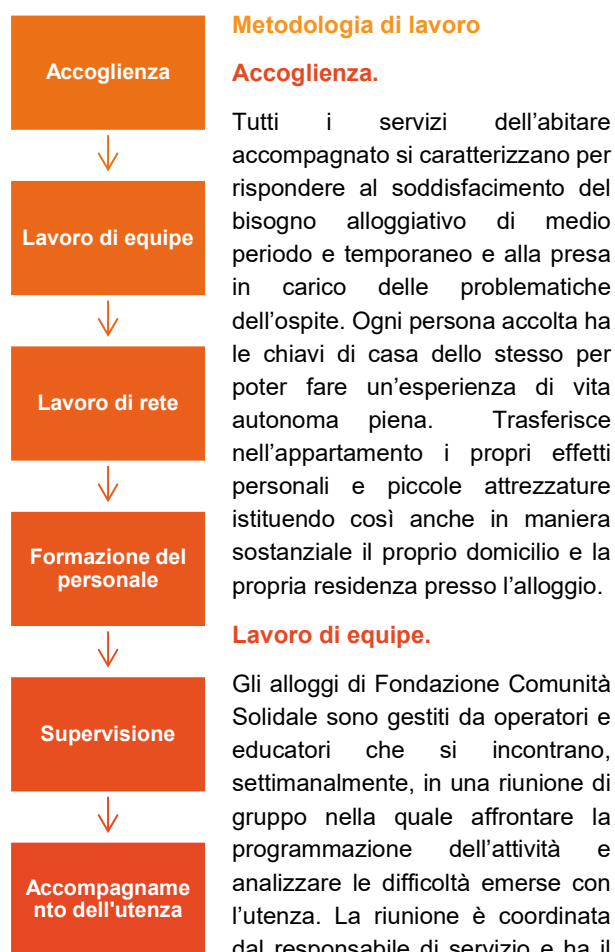 Accoglienza
Lavoro di equipe
Lavoro di rete
Formazione del
personale
Supervisione
Accompagname
nto dell'utenza
Metodologia di lavoro
Accoglienza.
Tutti i servizi dell’abitare
accompagnato si caratterizzano per
rispondere al soddisfacimento del
bisogno alloggiativo di medio
periodo e temporaneo e alla presa
in carico delle problematiche
dell’ospite. Ogni persona accolta ha
le chiavi di casa dello stesso per
poter fare un’esperienza di vita
autonoma piena. Trasferisce
nell’appartamento i propri effetti
personali e piccole attrezzature
istituendo così anche in maniera
sostanziale il proprio domicilio e la
propria residenza presso l’alloggio.
Lavoro di equipe.
Gli alloggi di Fondazione Comunità
Solidale sono gestiti da operatori e
educatori che si incontrano,
settimanalmente, in una riunione di
gruppo nella quale affrontare la
programmazione dell’attività e
analizzare le difficoltà emerse con
l’utenza. La riunione è coordinata
dal responsabile di servizio e ha il